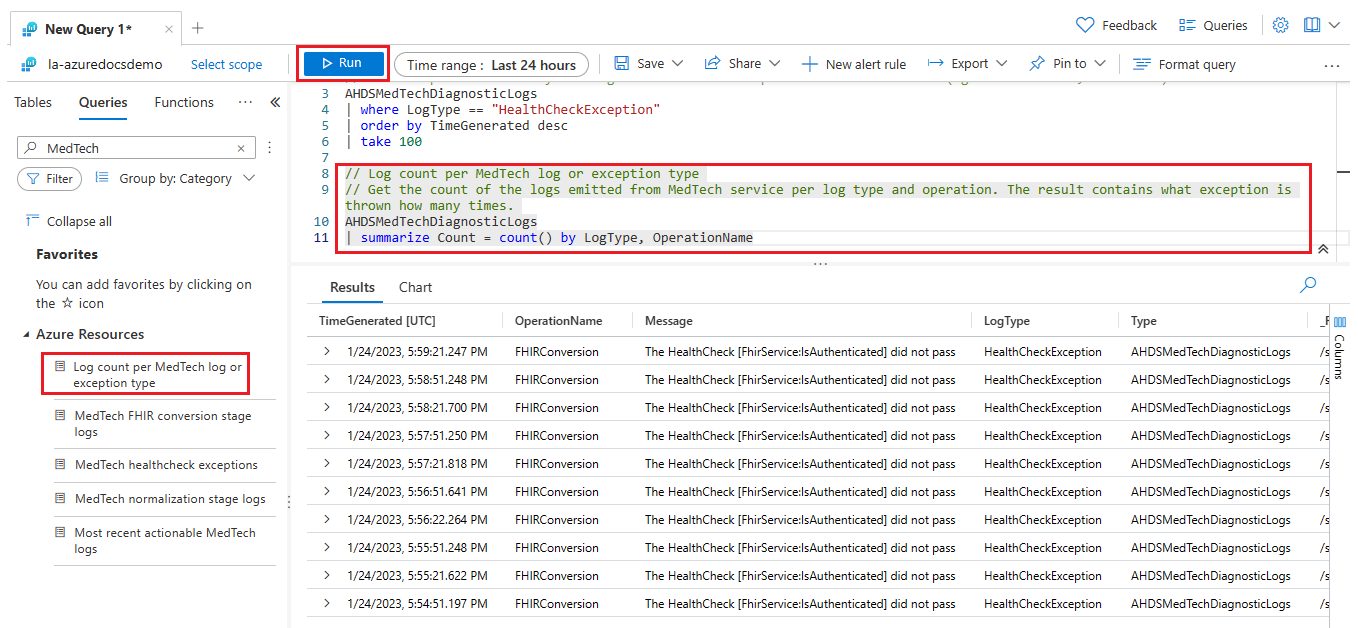 New Query 1*
Feedback
Queries
la-azuredocsdemo
Select scope
Run
Time range : Last 24 hours
Save
Share
New alert rule
Export
Pin to
Format query
Tables
Queries
Functions
MedTech
Filter
Group by: Category
Collapse all
Favorites
You can add favorites by clicking on
the ☆ icon
Azure Resources
Log count per MedTech log or
exception type
MedTech FHIR conversion stage
logs
MedTech healthcheck exceptions
MedTech normalization stage logs
Most recent actionable MedTech
logs
3 AHDSMedTechDiagnosticLogs
4 | where LogType == "HealthCheckException"
5 | order by TimeGenerated desc
6 | take 100
7
8 // Log count per MedTech log or exception type
9 // Get the count of the logs emitted from MedTech service per log type and operation. The result contains what exception is
thrown how many times.
10 AHDSMedTechDiagnosticLogs
11 | summarize Count = count() by LogType, OperationName
Results
Chart
TimeGenerated [UTC] OperationName Message LogType Type
Columns
1/24/2023, 5:59:21.247 PM FHIRConversion The HealthCheck [FhirService:IsAuthenticated] did not pass HealthCheckException AHDSMedTechDiagnosticLogs /s
1/24/2023, 5:58:51.248 PM FHIRConversion The HealthCheck [FhirService:IsAuthenticated] did not pass HealthCheckException AHDSMedTechDiagnosticLogs /s
1/24/2023, 5:58:21.700 PM FHIRConversion The HealthCheck [FhirService:IsAuthenticated] did not pass HealthCheckException AHDSMedTechDiagnosticLogs /s
1/24/2023, 5:57:51.250 PM FHIRConversion The HealthCheck [FhirService:IsAuthenticated] did not pass HealthCheckException AHDSMedTechDiagnosticLogs /s
1/24/2023, 5:57:21.818 PM FHIRConversion The HealthCheck [FhirService:IsAuthenticated] did not pass HealthCheckException AHDSMedTechDiagnosticLogs /s
1/24/2023, 5:56:51.641 PM FHIRConversion The HealthCheck [FhirService:IsAuthenticated] did not pass HealthCheckException AHDSMedTechDiagnosticLogs /s
1/24/2023, 5:56:22.264 PM FHIRConversion The HealthCheck [FhirService:IsAuthenticated] did not pass HealthCheckException AHDSMedTechDiagnosticLogs /s
1/24/2023, 5:55:51.248 PM FHIRConversion The HealthCheck [FhirService:IsAuthenticated] did not pass HealthCheckException AHDSMedTechDiagnosticLogs /s
1/24/2023, 5:55:21.622 PM FHIRConversion The HealthCheck [FhirService:IsAuthenticated] did not pass HealthCheckException AHDSMedTechDiagnosticLogs /s
1/24/2023, 5:54:51.197 PM FHIRConversion The HealthCheck [FhirService:IsAuthenticated] did not pass HealthCheckException AHDSMedTechDiagnosticLogs /s